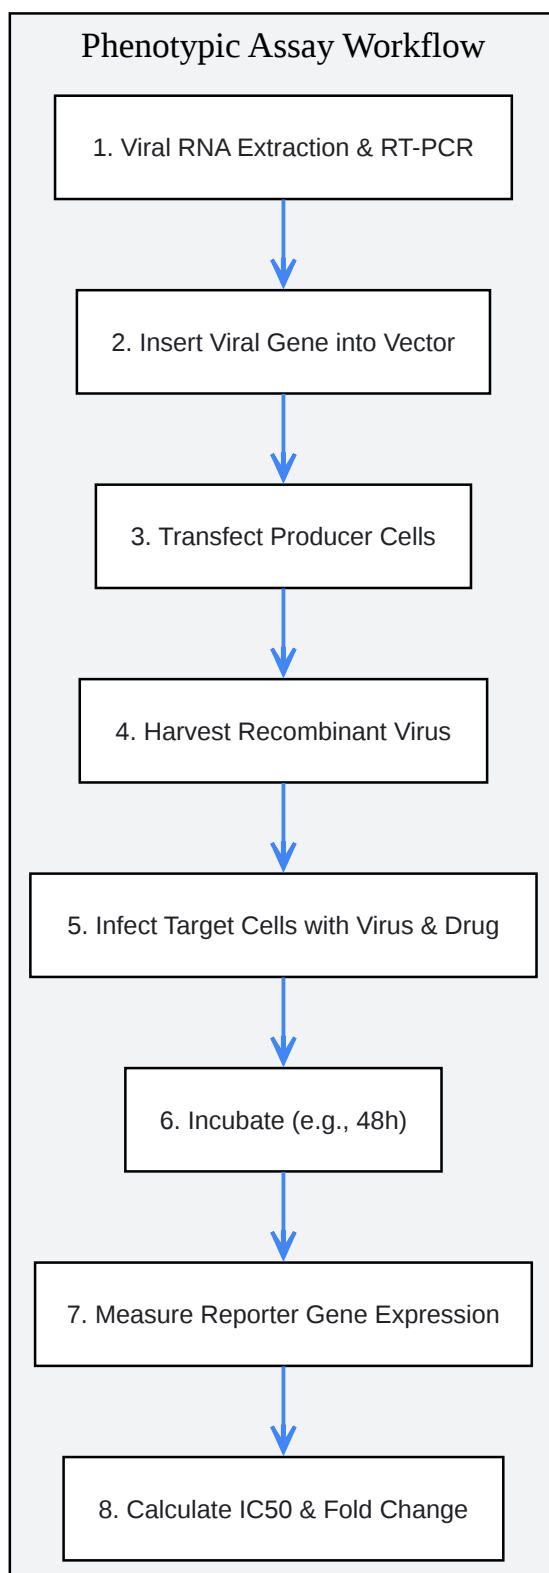 Phenotypic Assay Workflow
1. Viral RNA Extraction & RT-PCR
2. Insert Viral Gene into Vector
3. Transfect Producer Cells
4. Harvest Recombinant Virus
5. Infect Target Cells with Virus & Drug
6. Incubate (e.g., 48h)
7. Measure Reporter Gene Expression
8. Calculate IC50 & Fold Change